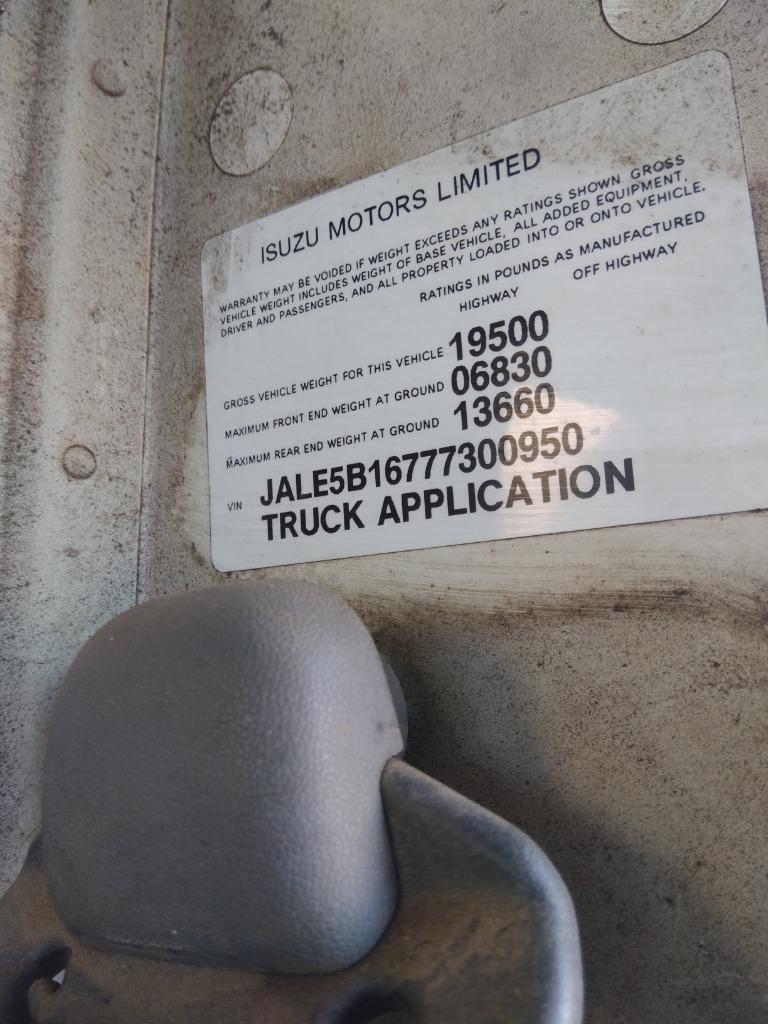 ISUZU MOTORS LIMITED
WARRANTY MAY BE VOIDED IF WEIGHT EXCEEDS ANY RATINGS SHOWN GROSS
VEHICLE WEIGHT INCLUDES WEIGHT OF BASE VEHICLE, ALL ADDED EQUIPMENT,
DRIVER AND PASSENGERS, AND ALL PROPERTY LOADED INTO OR ONTO VEHICLE.
RATINGS IN POUNDS AS MANUFACTURED
HIGHWAY OFF HIGHWAY
GROSS VEHICLE WEIGHT FOR THIS VEHICLE 19500
MAXIMUM FRONT END WEIGHT AT GROUND 06830
MAXIMUM REAR END WEIGHT AT GROUND 13660
VIN JALE5B16777300950
TRUCK APPLICATION